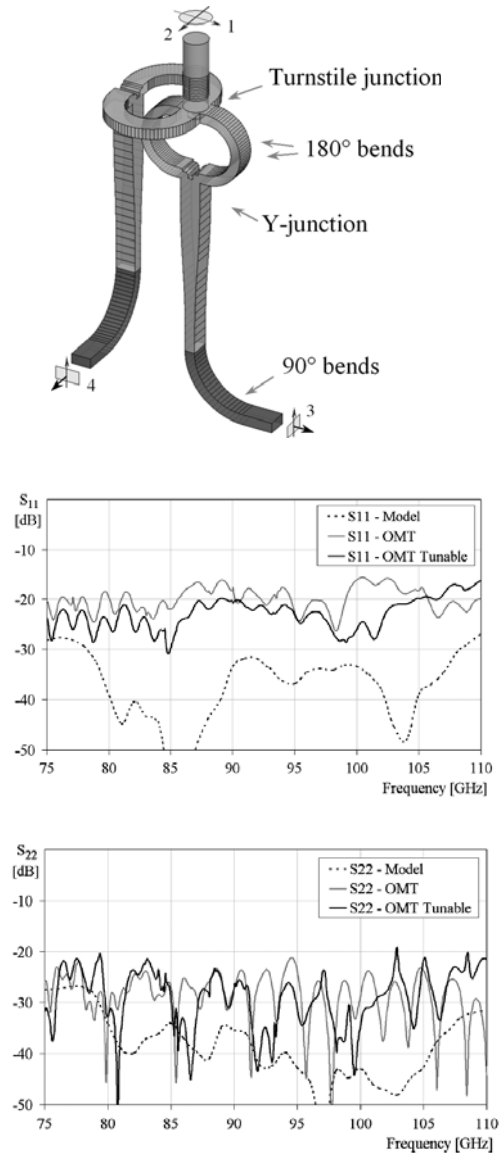 2
1
Turnstile junction
180° bends
Y-junction
90° bends
4
3
S11
[dB]
S11 - Model
S11 - OMT
S11 - OMT Tunable
-10
-20
-30
-40
-50
75
80
85
90
95
100
110
Frequency [GHz]
S22
[dB]
S22 - Model
S22 - OMT
S22 - OMT Tunable
-10
-20
-30
-40
-50
75
80
85
90
95
100
110
Frequency [GHz]